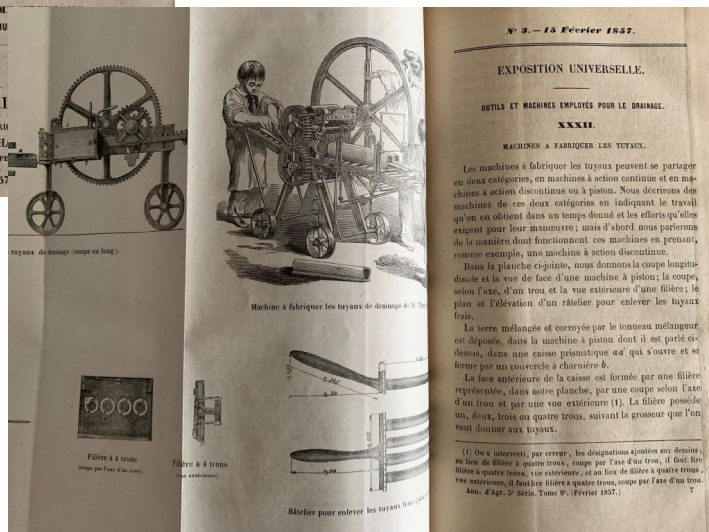 tuyaux de drainage (coupe en long).
Filière à 4 trous
(coupe par l'axe d'un trou).
Machine à fabriquer les tuyaux de drainage de M.
Filière à 4 trous
(vue extérieure).
Râtelier pour enlever les tuyaux
N° 3. — 15 Février 1857.
EXPOSITION UNIVERSELLE.
OUTILS ET MACHINES EMPLOYÉS POUR LE DRAINAGE.
XXXII.
MACHINES A FABRIQUER LES TUYAUX.
Les machines à fabriquer les tuyaux peuvent se partager
en deux catégories, en machines à action continue et en ma-
chines à action discontinue ou à piston. Nous décrirons des
machines de ces deux catégories en indiquant le travail
qu'on en obtient dans un temps donné et les efforts qu'elles
exigent pour leur manœuvre; mais d'abord nous parlerons
de la manière dont fonctionnent ces machines en prenant,
comme exemple, une machine à action discontinue.
Dans la planche ci-jointe, nous donnons la coupe longitu-
dinale et la vue de face d'une machine à piston; la coupe,
selon l'axe, d'un trou et la vue extérieure d'une filière; le
plan et l'élévation d'un râtelier pour enlever les tuyaux
frais.
La terre mélangée et corroyée par le tonneau mélangeur
est déposée, dans la machine à piston dont il est parlé ci-
dessus, dans une caisse prismatique aa' qui s'ouvre et se
ferme par un couvercle à charnière b.
La face antérieure de la caisse est formée par une filière
représentée, dans notre planche, par une coupe selon l'axe
d'un trou et par une vue extérieure (1). La filière possède
un, deux, trois ou quatre trous, suivant la grosseur que l'on
veut donner aux tuyaux.
(1) On a interverti, par erreur, les désignations ajoutées aux dessins;
au lieu de filière à quatre trous, coupe par l'axe d'un trou, il faut lire
filière à quatre trous, vue extérieure, et au lieu de filière à quatre trous,
vue extérieure, il faut lire filière à quatre trous, coupe par l'axe d'un trou.
Ann. d'Agr. 5e Série. Tome 9e. (Février 1857.) 7